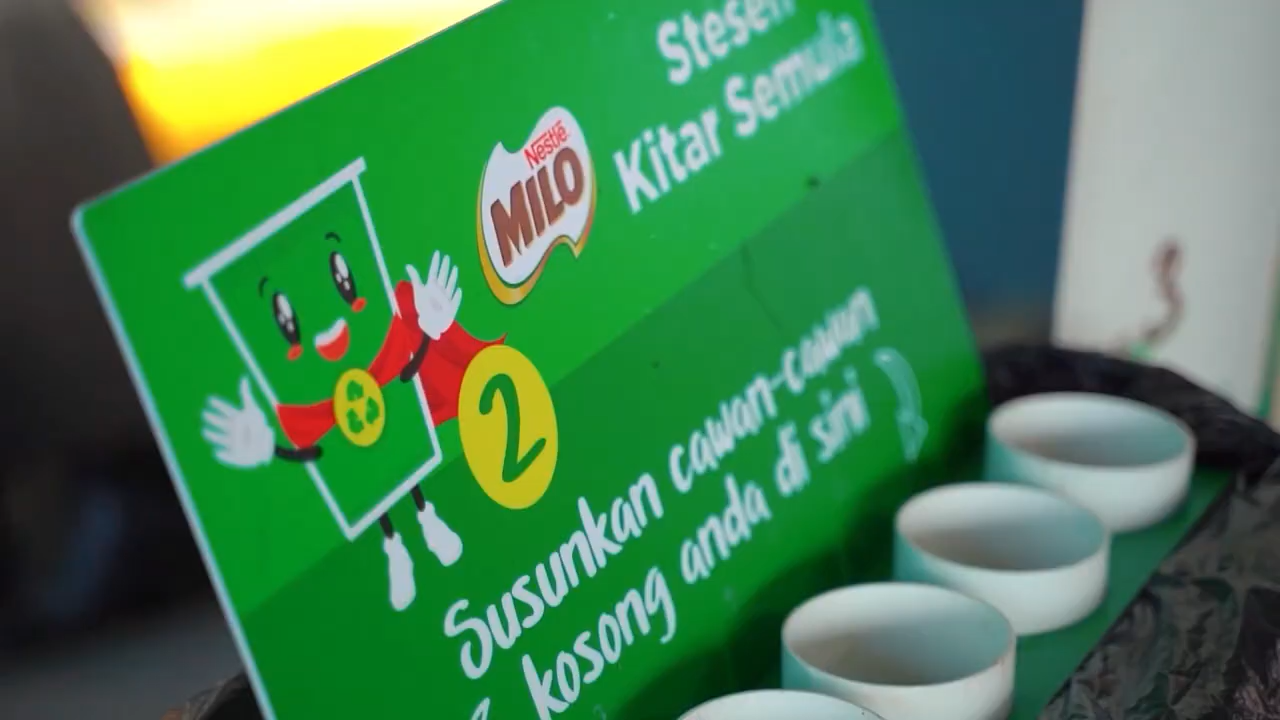 Stesen
Kitar Semula
Nestlé
MILO
2
Susunkan cawan-cawan
kosong anda di sini